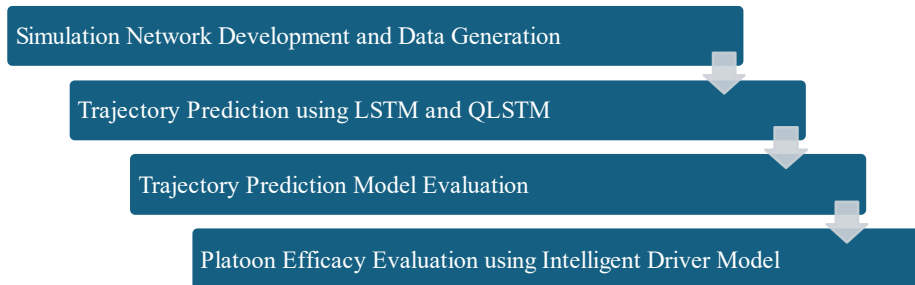 Simulation Network Development and Data Generation
Trajectory Prediction using LSTM and QLSTM
Trajectory Prediction Model Evaluation
Platoon Efficacy Evaluation using Intelligent Driver Model